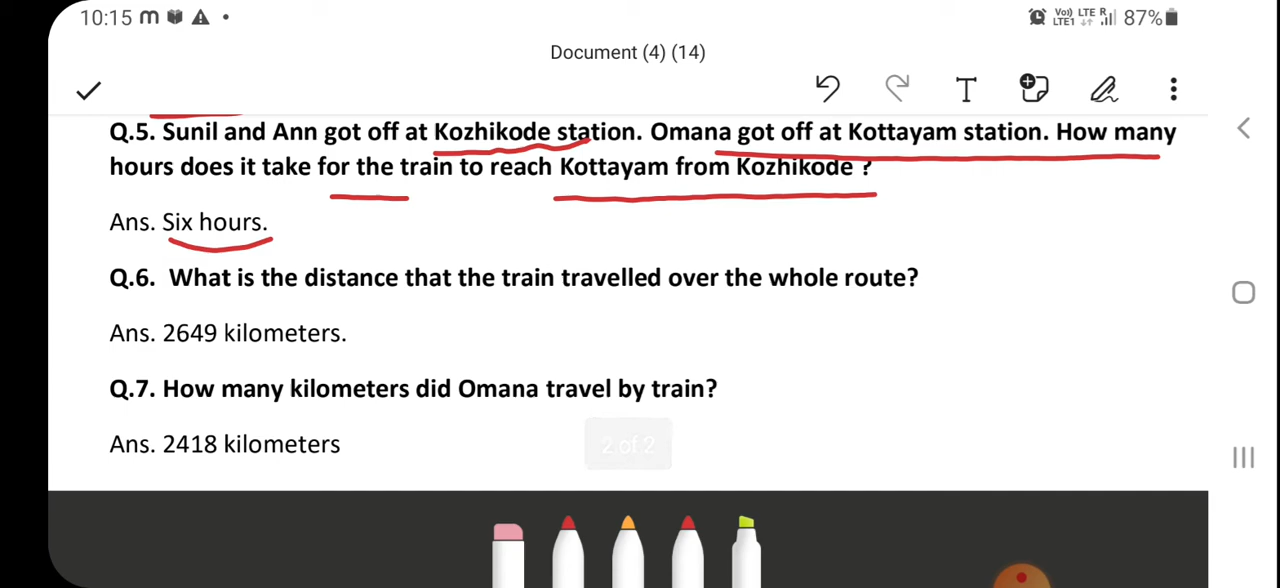 10:15 m
Vo)) LTE R
LTE1 87%
Document (4) (14)
T
Q.5. Sunil and Ann got off at Kozhikode station. Omana got off at Kottayam station. How many
hours does it take for the train to reach Kottayam from Kozhikode ?
Ans. Six hours.
Q.6. What is the distance that the train travelled over the whole route?
Ans. 2649 kilometers.
Q.7. How many kilometers did Omana travel by train?
Ans. 2418 kilometers
2 of 2